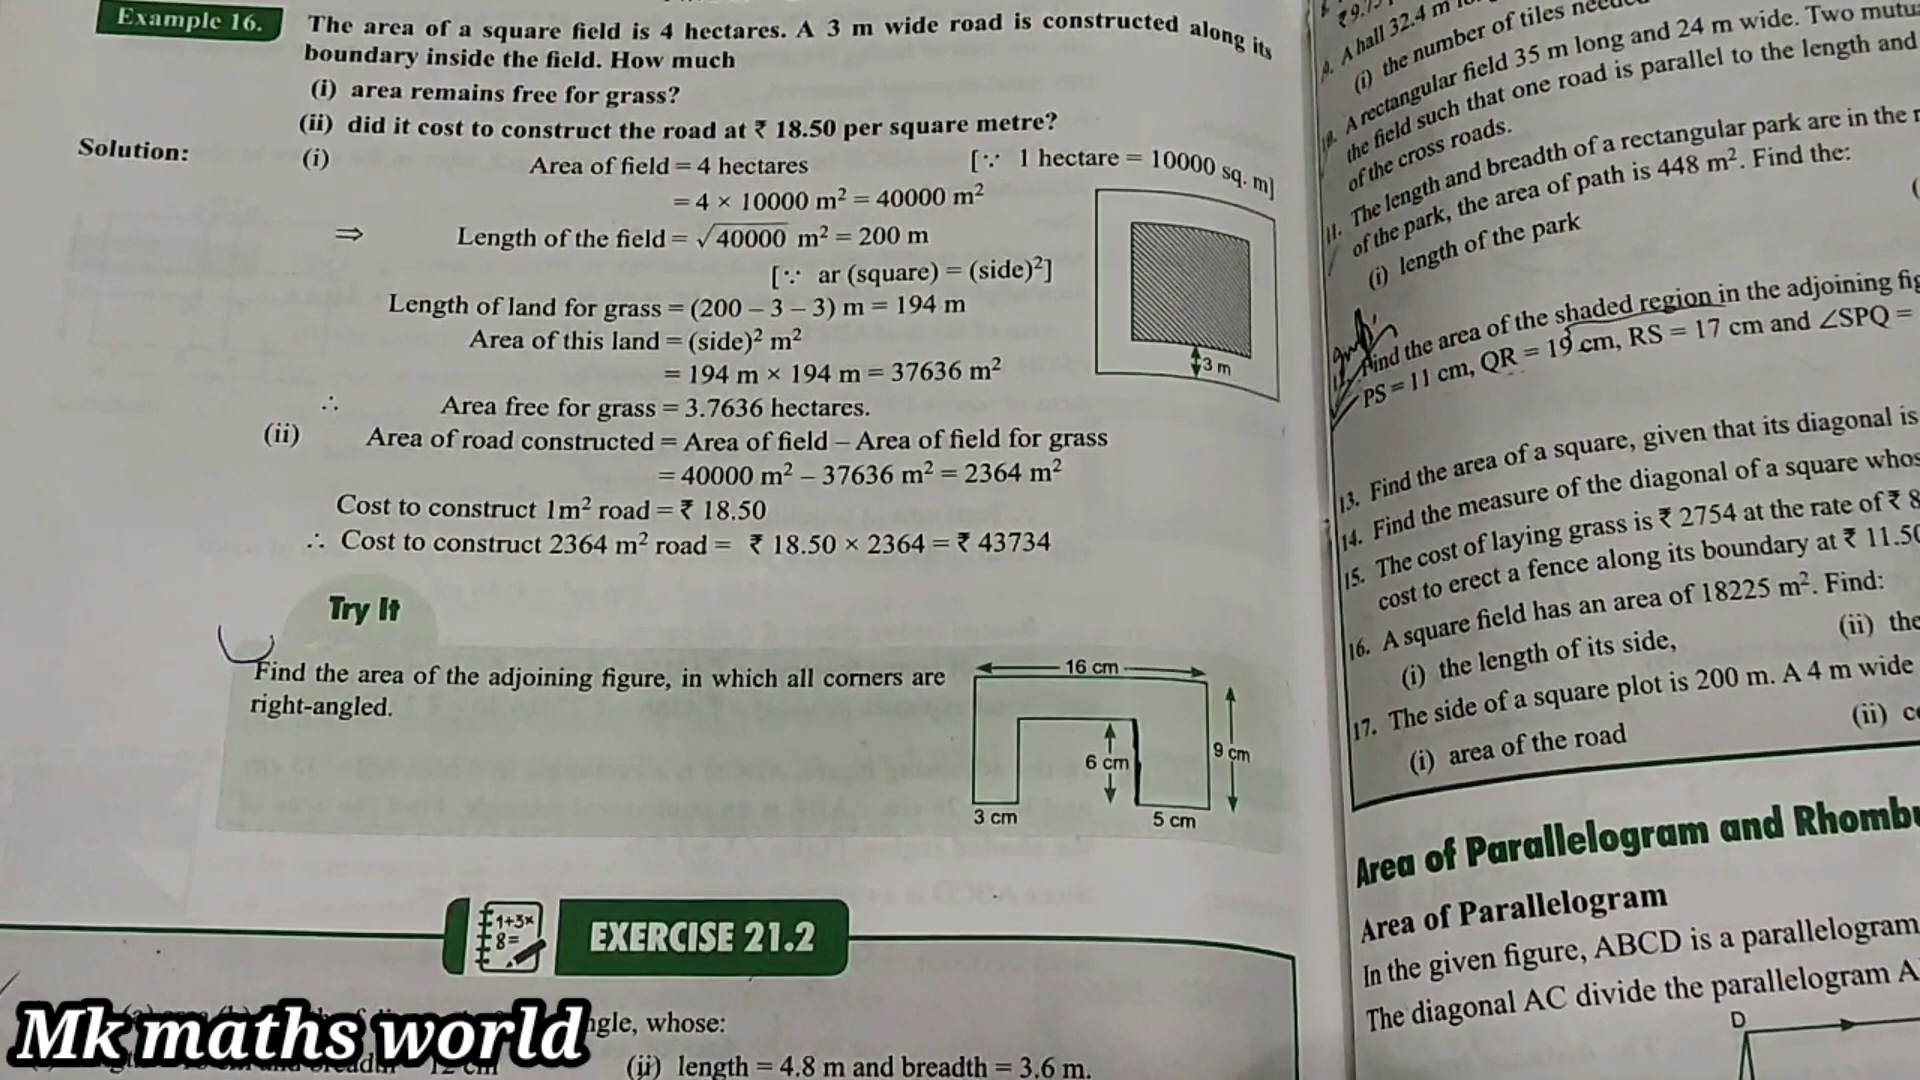 Example 16.
The area of a square field is 4 hectares. A 3 m wide road is constructed along its
boundary inside the field. How much
(i) area remains free for grass?
(ii) did it cost to construct the road at ₹ 18.50 per square metre?
Solution:
(i) Area of field = 4 hectares [∵ 1 hectare = 10000 sq. m]
= 4 × 10000 m² = 40000 m²
⇒ Length of the field = √40000 m² = 200 m
[∵ ar (square) = (side)²]
Length of land for grass = (200 – 3 – 3) m = 194 m
Area of this land = (side)² m²
= 194 m × 194 m = 37636 m²
3 m
∴ Area free for grass = 3.7636 hectares.
(ii) Area of road constructed = Area of field – Area of field for grass
= 40000 m² – 37636 m² = 2364 m²
Cost to construct 1m² road = ₹ 18.50
∴ Cost to construct 2364 m² road = ₹ 18.50 × 2364 = ₹ 43734
Try It
Find the area of the adjoining figure, in which all corners are
right-angled.
16 cm
9 cm
6 cm
3 cm
5 cm
1+3×
8=
EXERCISE 21.2
whose:
(ii) length = 4.8 m and breadth = 3.6 m.
Mk maths world
A hall 32.4 m
(i) the number of tiles
A rectangular field 35 m long and 24 m wide. Two
the field such that one road is parallel to the length and
of the cross roads.
11. The length and breadth of a rectangular park are in the
of the park, the area of path is 448 m². Find the:
(i) length of the park
Find the area of the shaded region in the adjoining
PS = 11 cm, QR = 19 cm, RS = 17 cm and ∠SPQ =
13. Find the area of a square, given that its diagonal is
14. Find the measure of the diagonal of a square
15. The cost of laying grass is ₹ 2754 at the rate of ₹ 8
cost to erect a fence along its boundary at ₹ 11.50
16. A square field has an area of 18225 m². Find:
(i) the length of its side, (ii) the
17. The side of a square plot is 200 m. A 4 m wide
(i) area of the road (ii)
Area of Parallelogram and
Area of Parallelogram
In the given figure, ABCD is a parallelogram
The diagonal AC divide the parallelogram
D